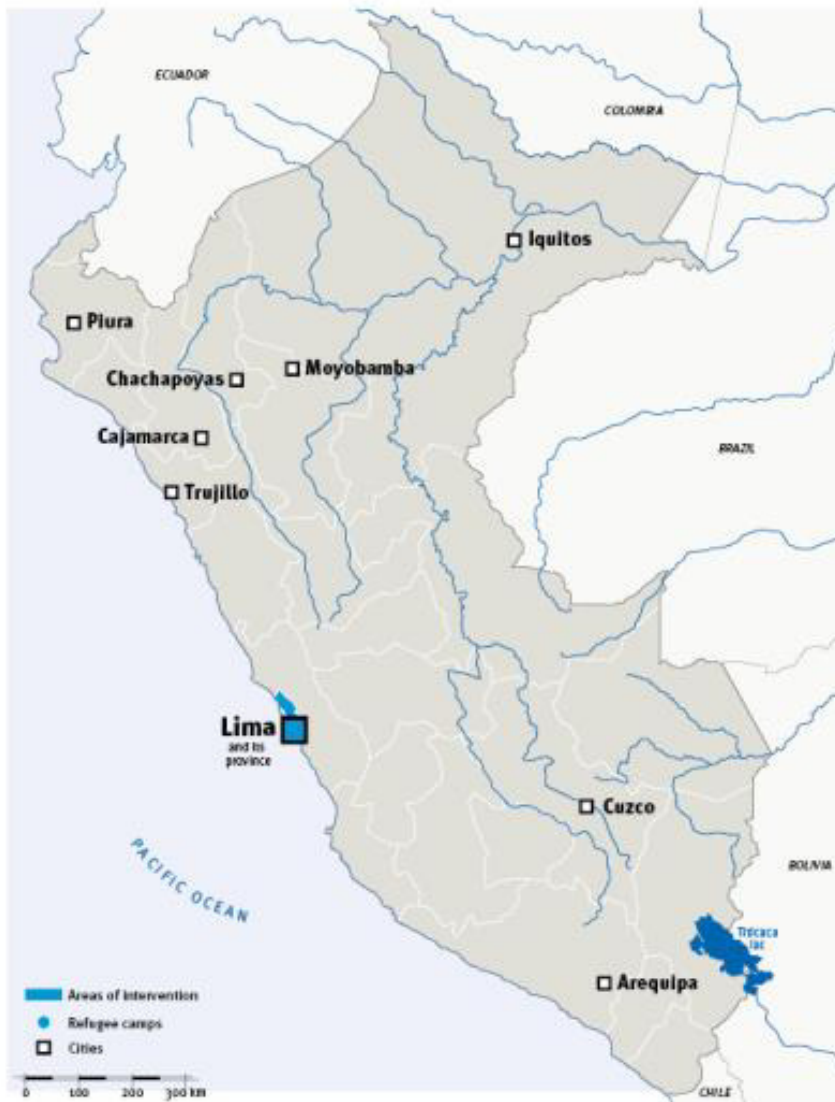 ECUADOR
COLOMBIA
Iquitos
Piura
Moyobamba
Chachapoyas
Cajamarca
BRAZIL
Trujillo
Lima
and its
province
Cuzco
PACIFIC OCEAN
BOLIVIA
Titicaca
lac
Arequipa
Areas of intervention
Refugee camps
Cities
0 100 200 300 km
CHILE